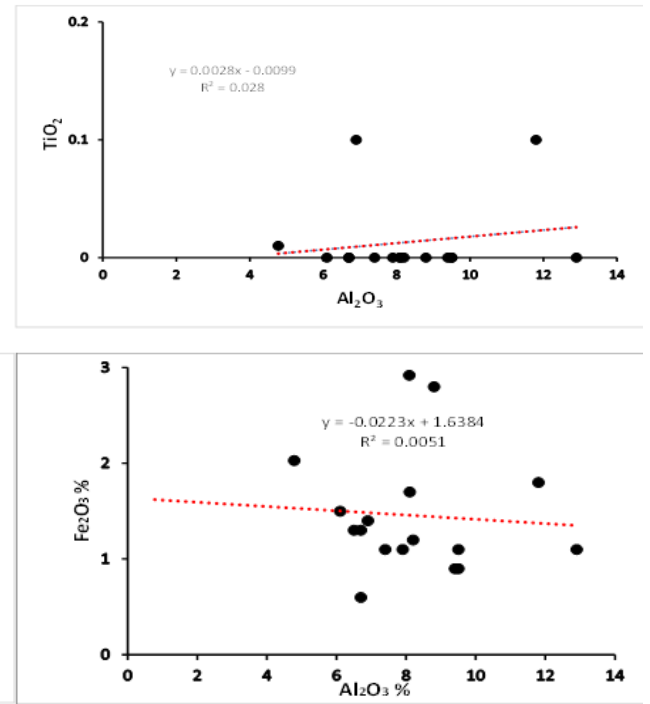 0.2
y = 0.0028x - 0.0099
R² = 0.028
TiO₂
0.1
0
0 2 4 6 8 10 12 14
Al₂O₃
3
y = -0.0223x + 1.6384
R² = 0.0051
2
Fe₂O₃ %
1
0
0 2 4 6 8 10 12 14
Al₂O₃ %